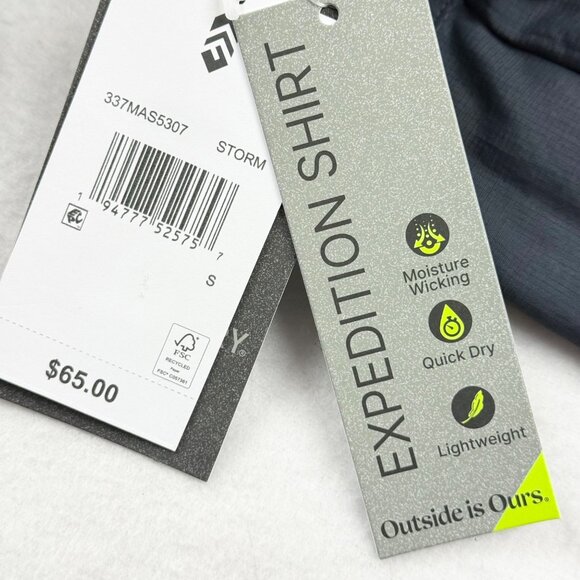 337MAS5307
STORM
1 94777 52575 7
S
FSC
RECYCLED
Paper
$65.00
Y®
EXPEDITION SHIRT
Moisture
Wicking
Quick Dry
Lightweight
Outside is Ours®